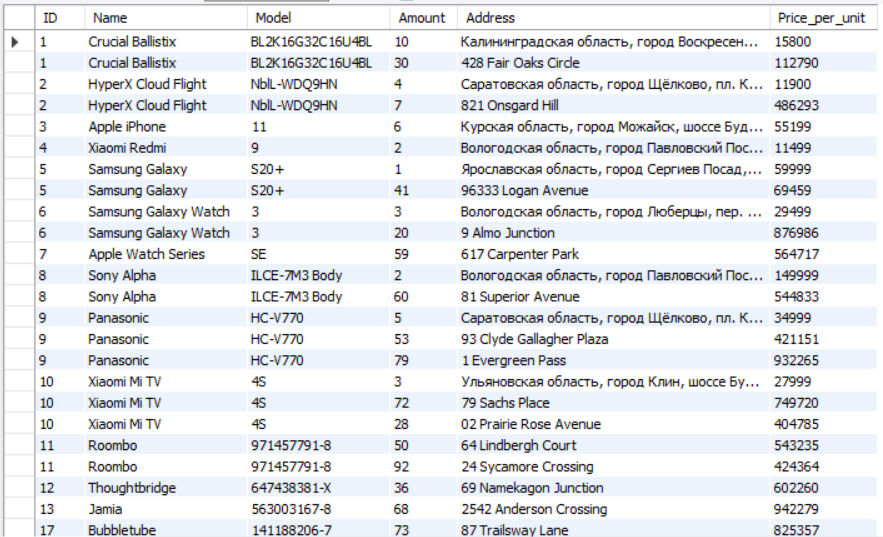 ID Name Model Amount Address Price_per_unit
1 Crucial Ballistix BL2K16G32C16U4BL 10 Калининградская область, город Воскресен... 15800
1 Crucial Ballistix BL2K16G32C16U4BL 30 428 Fair Oaks Circle 112790
2 HyperX Cloud Flight NbIL-WDQ9HN 4 Саратовская область, город Щёлково, пл. К... 11900
2 HyperX Cloud Flight NbIL-WDQ9HN 7 821 Onsgard Hill 486293
3 Apple iPhone 11 6 Курская область, город Можайск, шоссе Буд... 55199
4 Xiaomi Redmi 9 2 Вологодская область, город Павловский Пос... 11499
5 Samsung Galaxy S20+ 1 Ярославская область, город Сергиев Посад,... 59999
5 Samsung Galaxy S20+ 41 96333 Logan Avenue 69459
6 Samsung Galaxy Watch 3 3 Вологодская область, город Люберцы, пер. ... 29499
6 Samsung Galaxy Watch 3 20 9 Almo Junction 876986
7 Apple Watch Series SE 59 617 Carpenter Park 564717
8 Sony Alpha ILCE-7M3 Body 2 Вологодская область, город Павловский Пос... 149999
8 Sony Alpha ILCE-7M3 Body 60 81 Superior Avenue 544833
9 Panasonic HC-V770 5 Саратовская область, город Щёлково, пл. К... 34999
9 Panasonic HC-V770 53 93 Clyde Gallagher Plaza 421151
9 Panasonic HC-V770 79 1 Evergreen Pass 932265
10 Xiaomi Mi TV 4S 3 Ульяновская область, город Клин, шоссе Бу... 27999
10 Xiaomi Mi TV 4S 72 79 Sachs Place 749720
10 Xiaomi Mi TV 4S 28 02 Prairie Rose Avenue 404785
11 Roombo 971457791-8 50 64 Lindbergh Court 543235
11 Roombo 971457791-8 92 24 Sycamore Crossing 424364
12 Thoughtbridge 647438381-X 36 69 Namekagon Junction 602260
13 Jamia 563003167-8 68 2542 Anderson Crossing 942279
17 Bubbletube 141188206-7 73 87 Trailsway Lane 825357